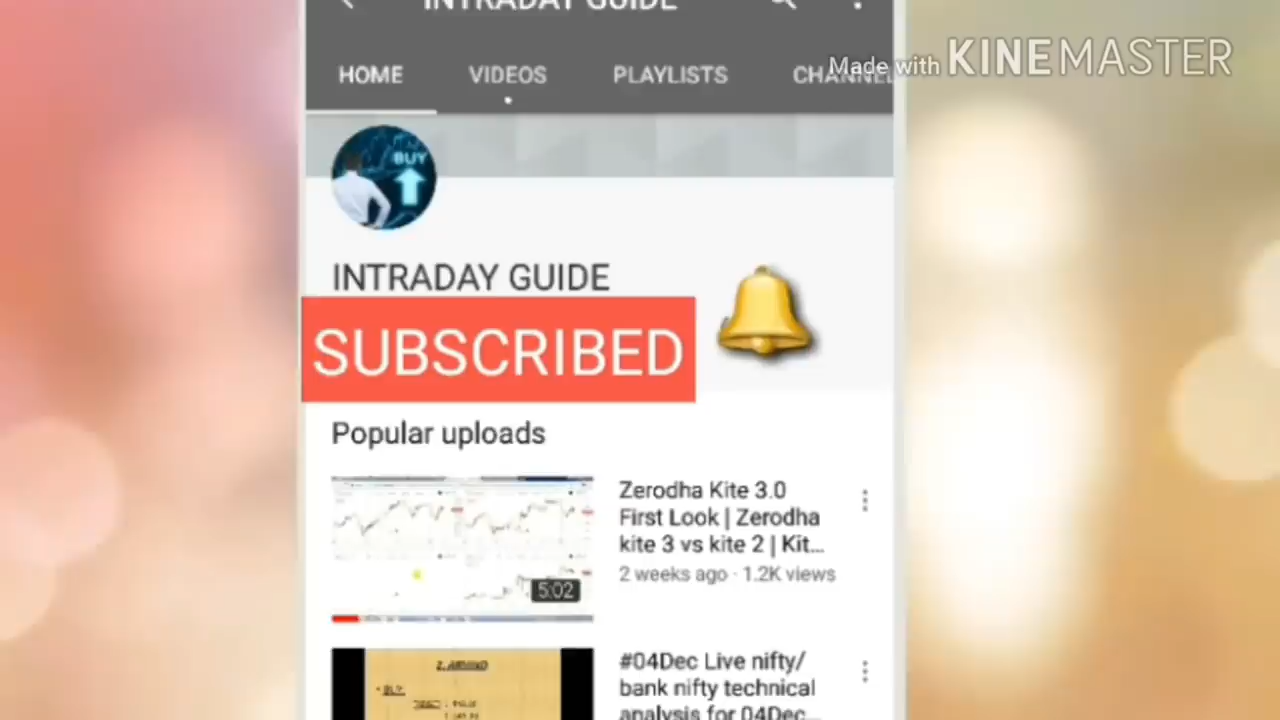 INTRADAY GUIDE
Made with KINEMASTER
HOME VIDEOS PLAYLISTS CHANNEL
BUY
INTRADAY GUIDE
SUBSCRIBED
Popular uploads
Zerodha Kite 3.0
First Look | Zerodha
kite 3 vs kite 2 | Kit...
2 weeks ago · 1.2K views
5:02
#04Dec Live nifty/
bank nifty technical
analysis for 04Dec...
BUY